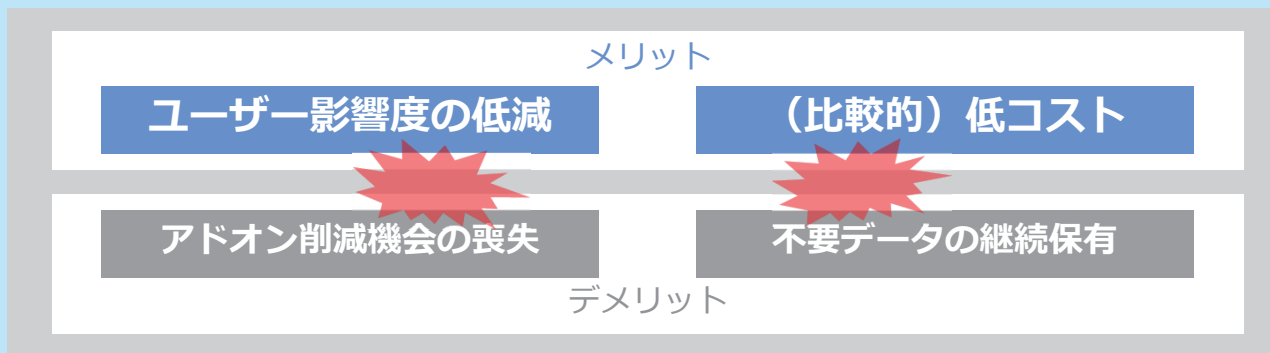 メリット
ユーザー影響度の低減
（比較的）低コスト
アドオン削減機会の喪失
不要データの継続保有
デメリット